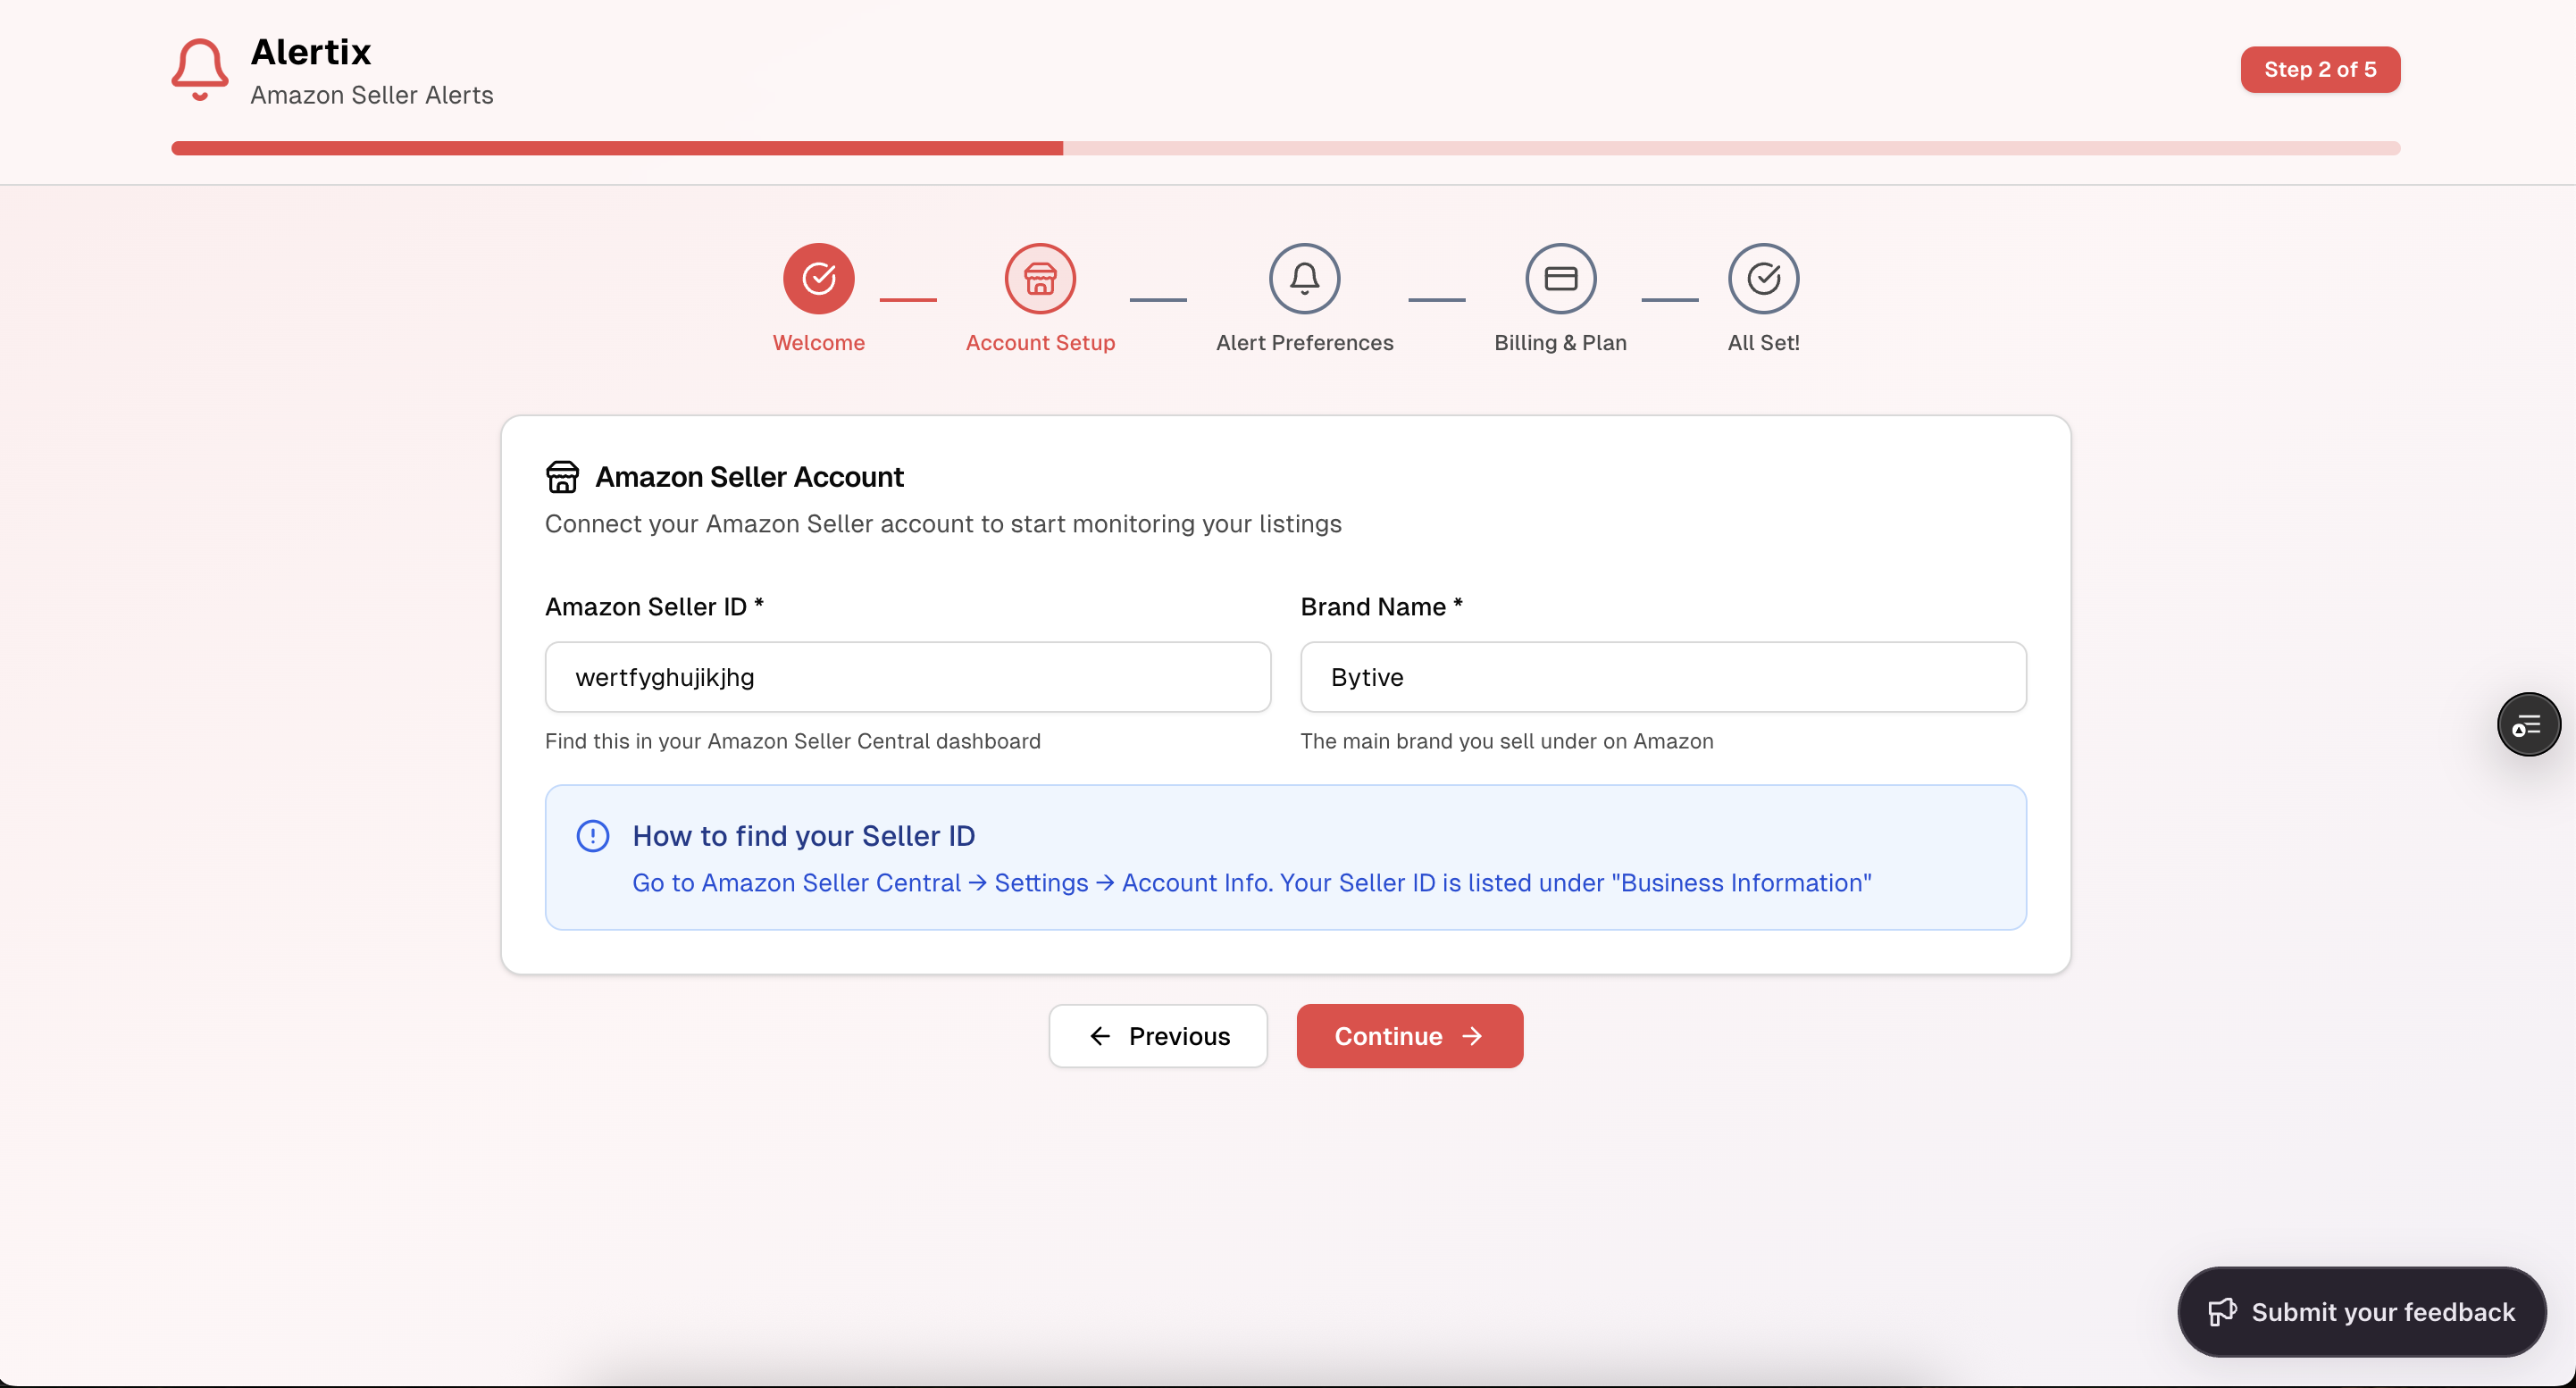 Alertix
Amazon Seller Alerts
Step 2 of 5
Welcome
Account Setup
Alert Preferences
Billing & Plan
All Set!
Amazon Seller Account
Connect your Amazon Seller account to start monitoring your listings
Amazon Seller ID *
Brand Name *
wertfyghujikjhg
Bytive
Find this in your Amazon Seller Central dashboard
The main brand you sell under on Amazon
How to find your Seller ID
Go to Amazon Seller Central → Settings → Account Info. Your Seller ID is listed under "Business Information"
Previous
Continue
Submit your feedback